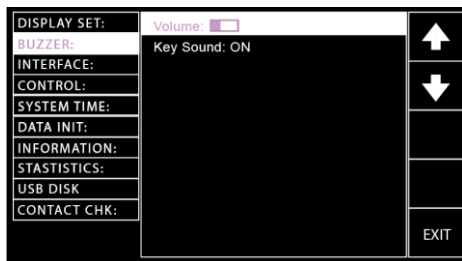 DISPLAY SET:
BUZZER:
INTERFACE:
CONTROL:
SYSTEM TIME:
DATA INIT:
INFORMATION:
STASTISTICS:
USB DISK
CONTACT CHK:
Volume:
Key Sound: ON
EXIT